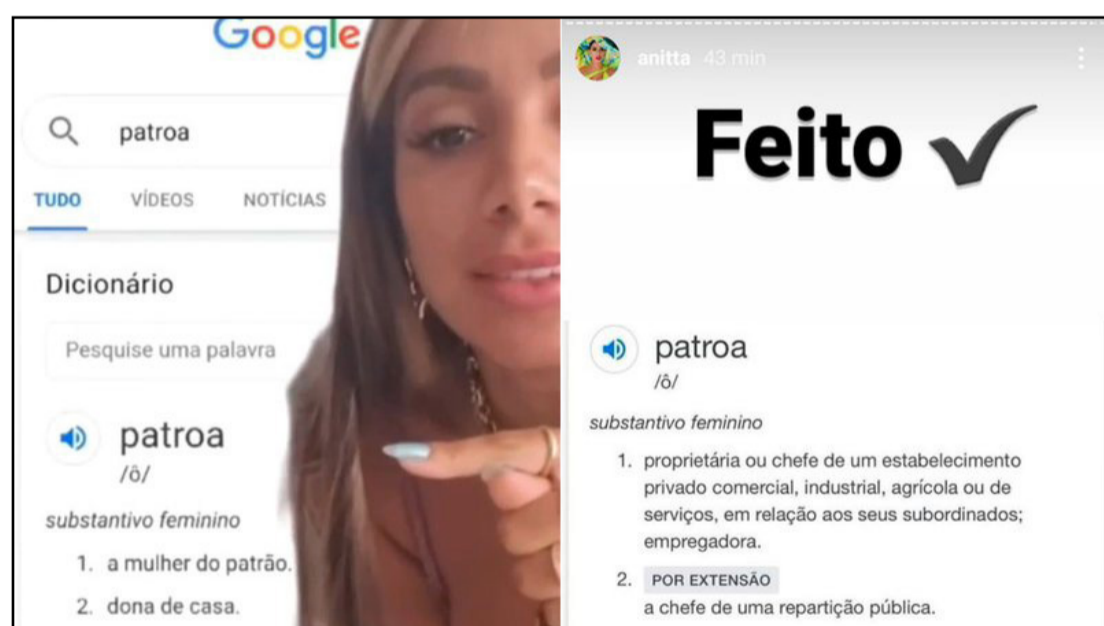 Google
patroa
TUDO VÍDEOS NOTÍCIAS
Dicionário
Pesquise uma palavra
patroa
/ô/
substantivo feminino
1. a mulher do patrão.
2. dona de casa.
anitta 43 min
Feito ✔
patroa
/ô/
substantivo feminino
1. proprietária ou chefe de um estabelecimento
privado comercial, industrial, agrícola ou de
serviços, em relação aos seus subordinados;
empregadora.
2. POR EXTENSÃO
a chefe de uma repartição pública.